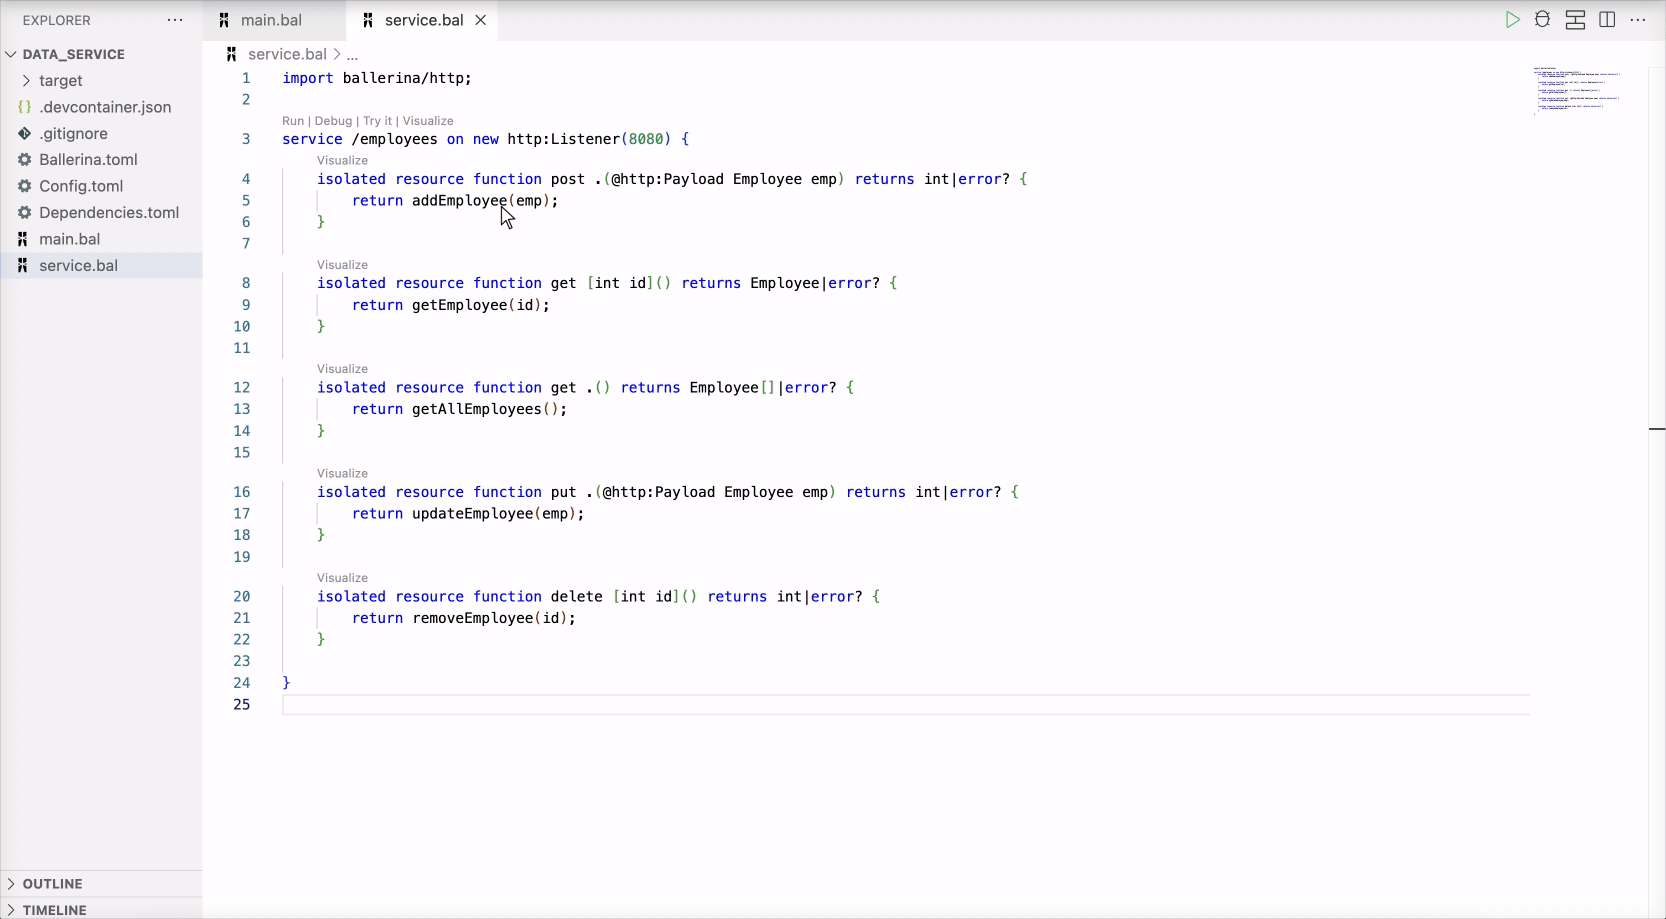 EXPLORER
DATA_SERVICE
target
{} .devcontainer.json
.gitignore
Ballerina.toml
Config.toml
Dependencies.toml
main.bal
service.bal
OUTLINE
TIMELINE
main.bal
service.bal
service.bal > ...
1 import ballerina/http;
2
Run | Debug | Try it | Visualize
3 service /employees on new http:Listener(8080) {
Visualize
4 isolated resource function post .(@http:Payload Employee emp) returns int|error? {
5 return addEmployee(emp);
6 }
7
Visualize
8 isolated resource function get [int id]() returns Employee|error? {
9 return getEmployee(id);
10 }
11
Visualize
12 isolated resource function get .() returns Employee[]|error? {
13 return getAllEmployees();
14 }
15
Visualize
16 isolated resource function put .(@http:Payload Employee emp) returns int|error? {
17 return updateEmployee(emp);
18 }
19
Visualize
20 isolated resource function delete [int id]() returns int|error? {
21 return removeEmployee(id);
22 }
23
24 }
25